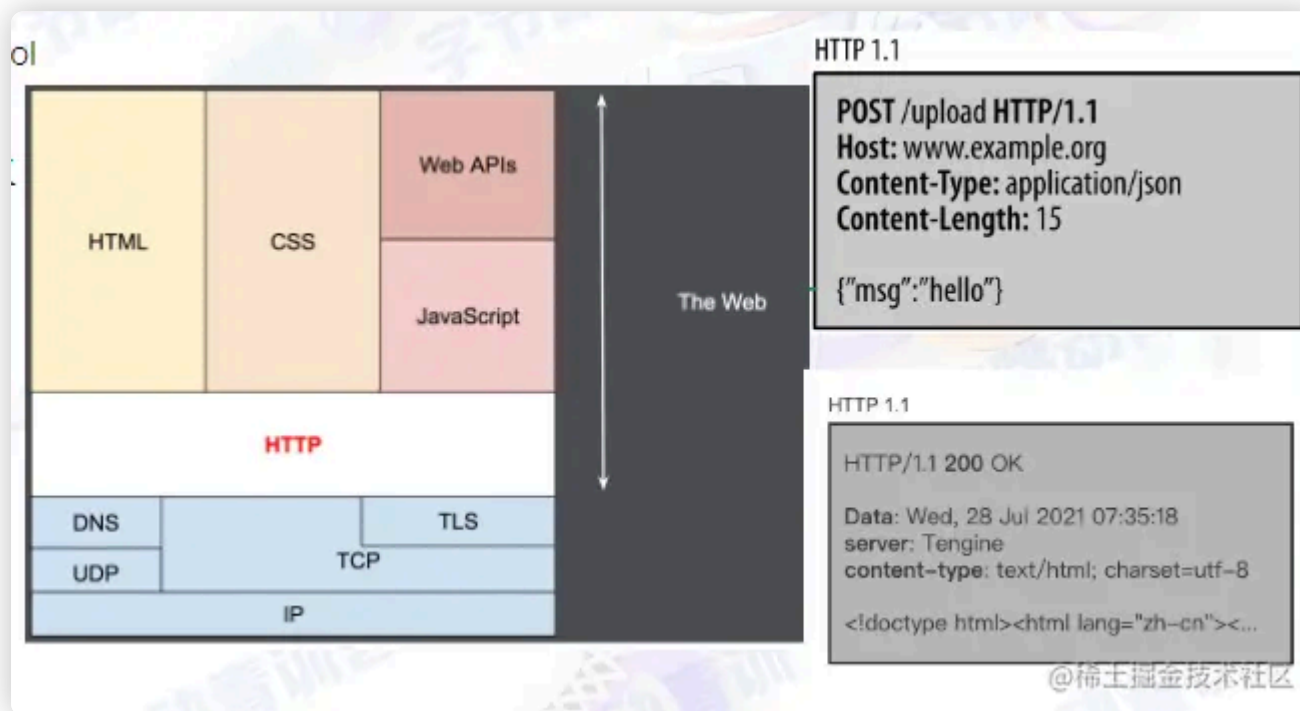 ol
HTML
CSS
Web APIs
JavaScript
The Web
HTTP
DNS
TLS
UDP
TCP
IP
HTTP 1.1
POST /upload HTTP/1.1
Host: www.example.org
Content-Type: application/json
Content-Length: 15
{"msg":"hello"}
HTTP 1.1
HTTP/1.1 200 OK
Data: Wed, 28 Jul 2021 07:35:18
server: Tengine
content-type: text/html; charset=utf-8
<!doctype html><html lang="zh-cn"><...
@稀土掘金技术社区